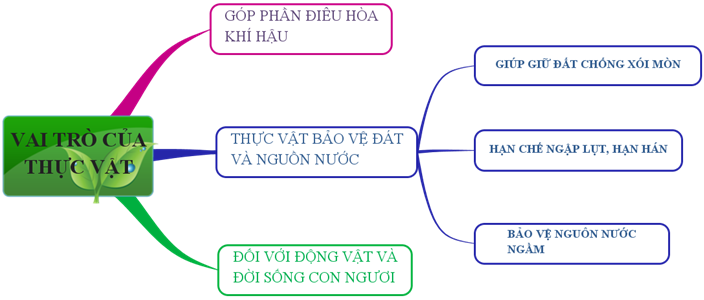 GÓP PHẦN ĐIỀU HÒA
KHÍ HẬU
GIÚP GIỮ ĐẤT CHỐNG XÓI MÒN
VAI TRÒ CỦA
THỰC VẬT
THỰC VẬT BẢO VỆ ĐẤT
VÀ NGUỒN NƯỚC
HẠN CHẾ NGẬP LỤT, HẠN HÁN
BẢO VỆ NGUỒN NƯỚC
NGẦM
ĐỐI VỚI ĐỘNG VẬT VÀ
ĐỜI SỐNG CON NGƯƠI